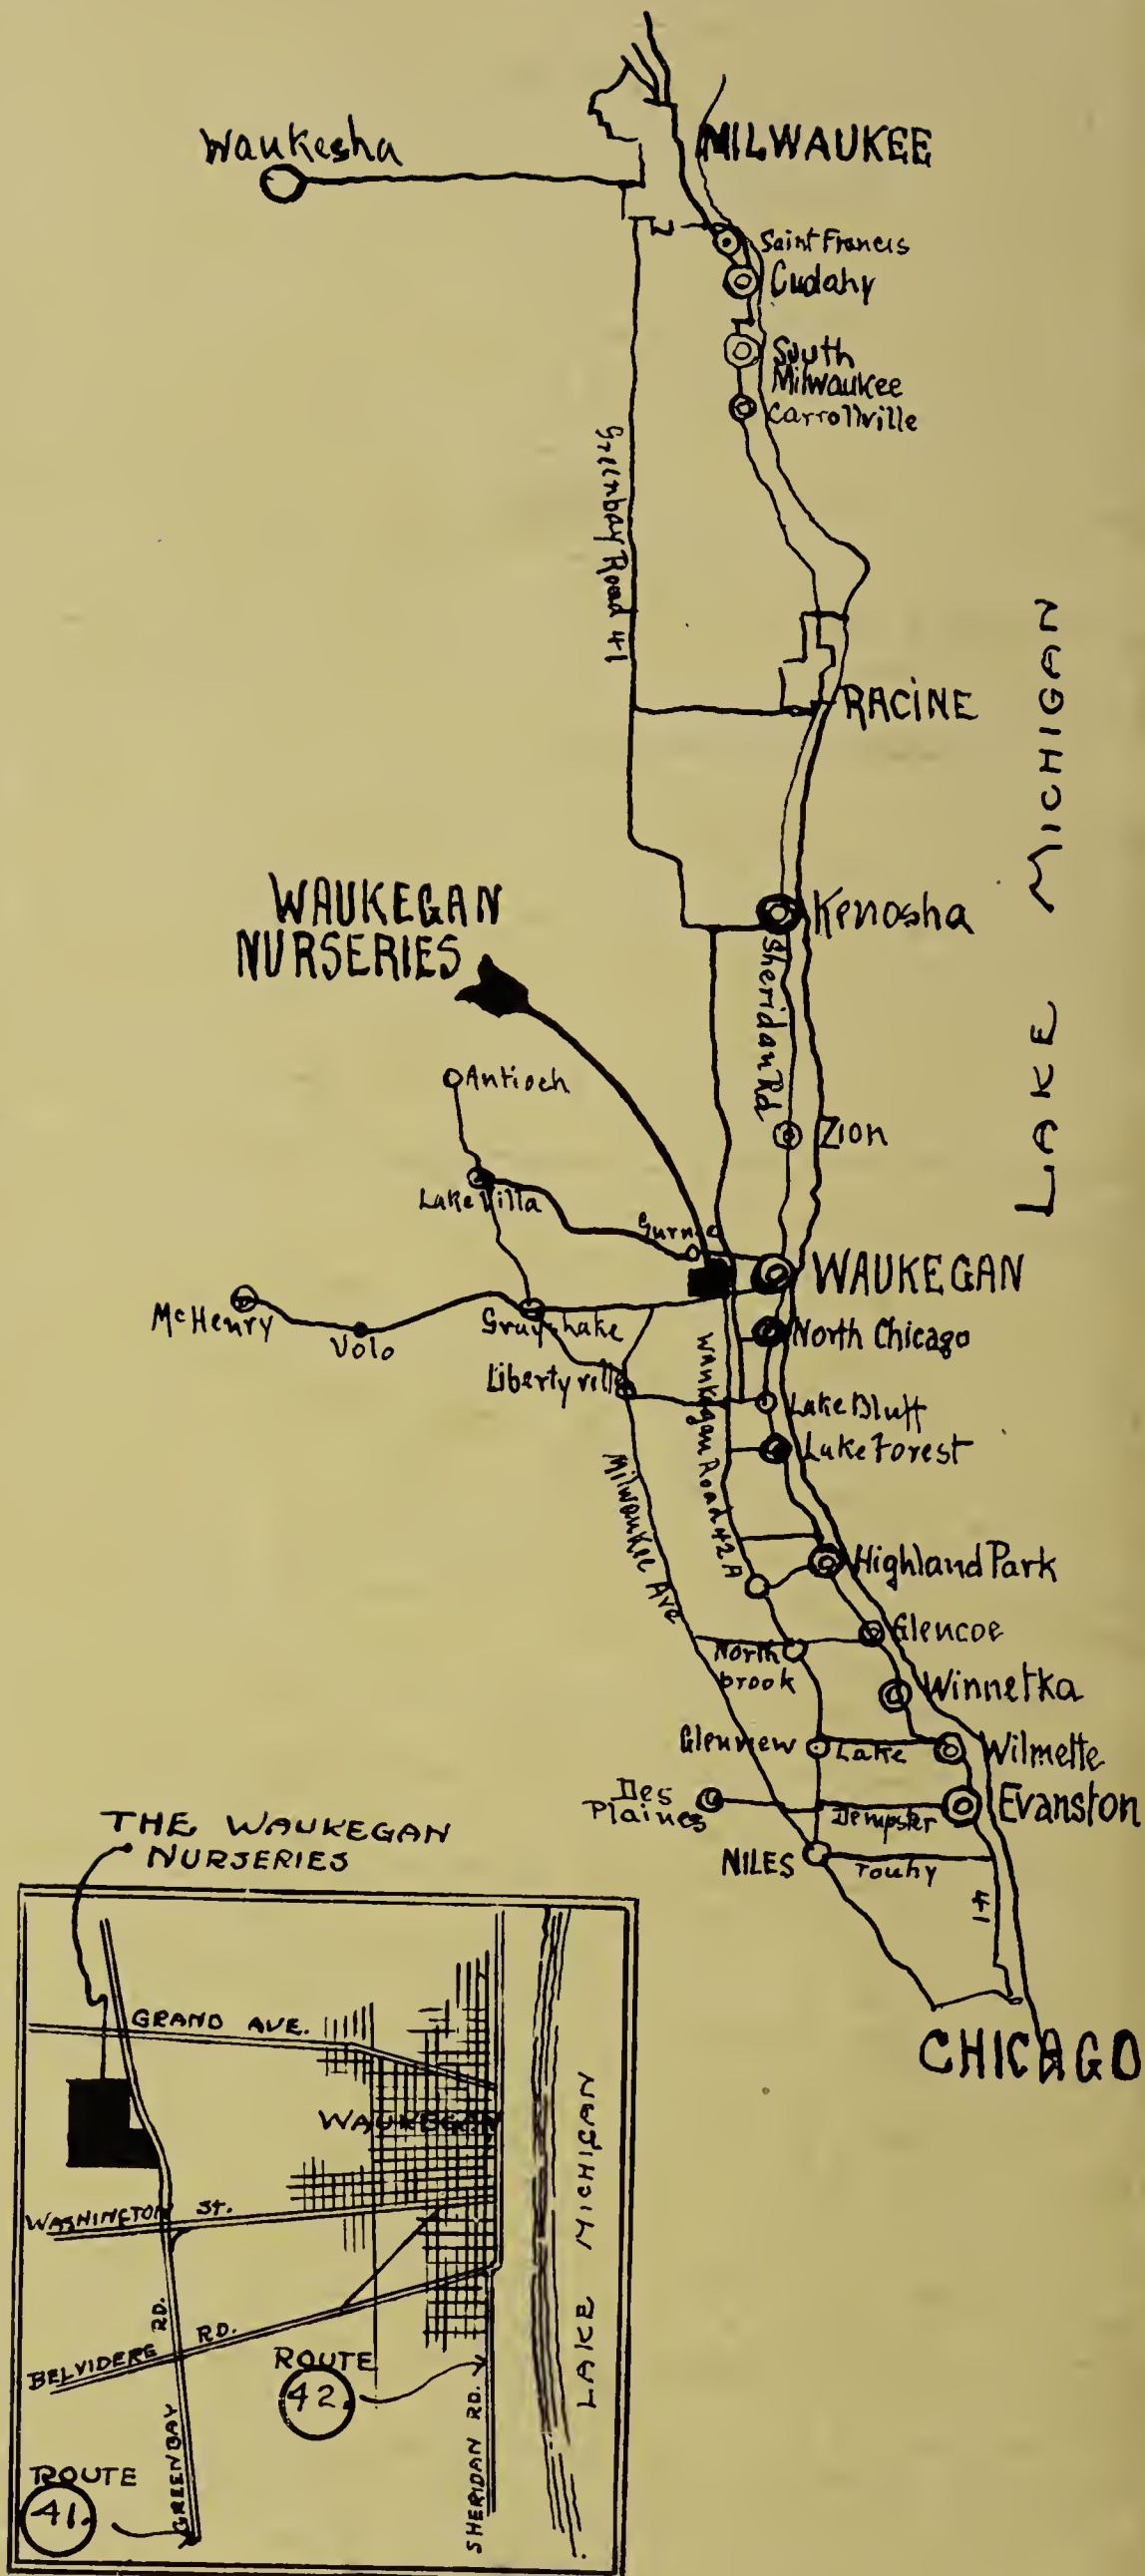 MILWAUKEE
Waukesha
Saint Francis
Cudahy
South
Milwaukee
Carrollville
Greenbay Road 41
RACINE
LAKE MICHIGAN
WAUKEGAN
NURSERIES
Kenosha
Sheridan Rd
Antioch
Zion
Lake Villa
Gurnee
WAUKEGAN
McHenry
Volo
Grays Lake
North Chicago
Libertyville
Lake Bluff
Lake Forest
Waukegan Road 42A
Milwaukee Ave
Highland Park
Glencoe
North
brook
Winnetka
Glenview
Lake
Wilmette
Des
Plaines
Dempster
Evanston
NILES
Touhy
41
CHICAGO
THE WAUKEGAN
NURSERIES
GRAND AVE.
WAUKEGAN
WASHINGTON ST.
BELVIDERE RD.
GREENBAY RD.
ROUTE
42.
SHERIDAN RD.
LAKE MICHIGAN
ROUTE
41.